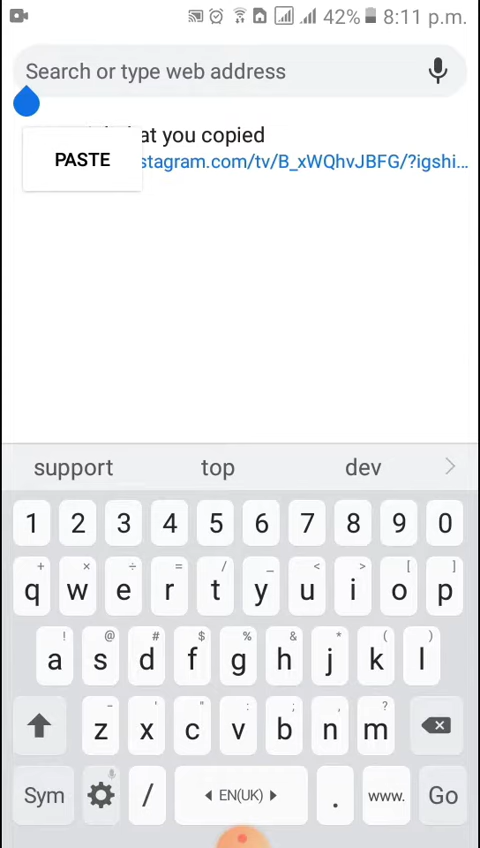 42% 8:11 p.m.
Search or type web address
at you copied
PASTE
stagram.com/tv/B_xWQhvJBFG/?igshi...
support top dev
1 2 3 4 5 6 7 8 9 0
+ × ÷ = / _ < > [ ]
q w e r t y u i o p
! @ # $ % & * ( )
a s d f g h j k l
- ' " : ; , ?
z x c v b n m
Sym / EN(UK) . www. Go